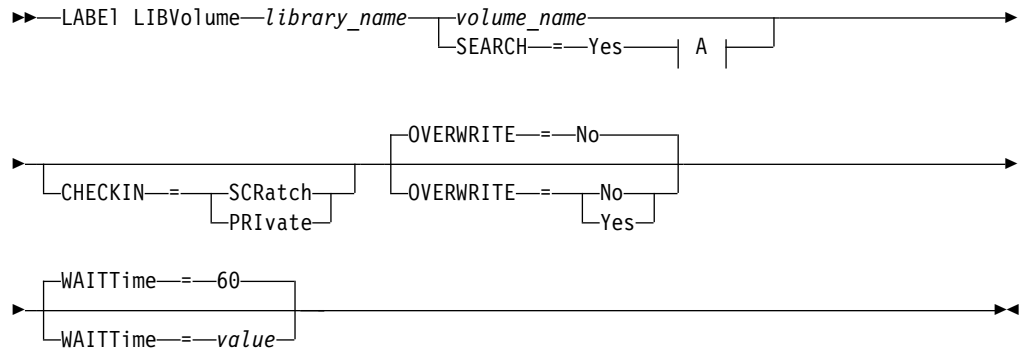 LABEl LIBVolume library_name volume_name
SEARCH = Yes A
OVERWRITE = No
CHECKIN = SCRatch OVERWRITE = No
PRIvate Yes
WAITTime = 60
WAITTime = value